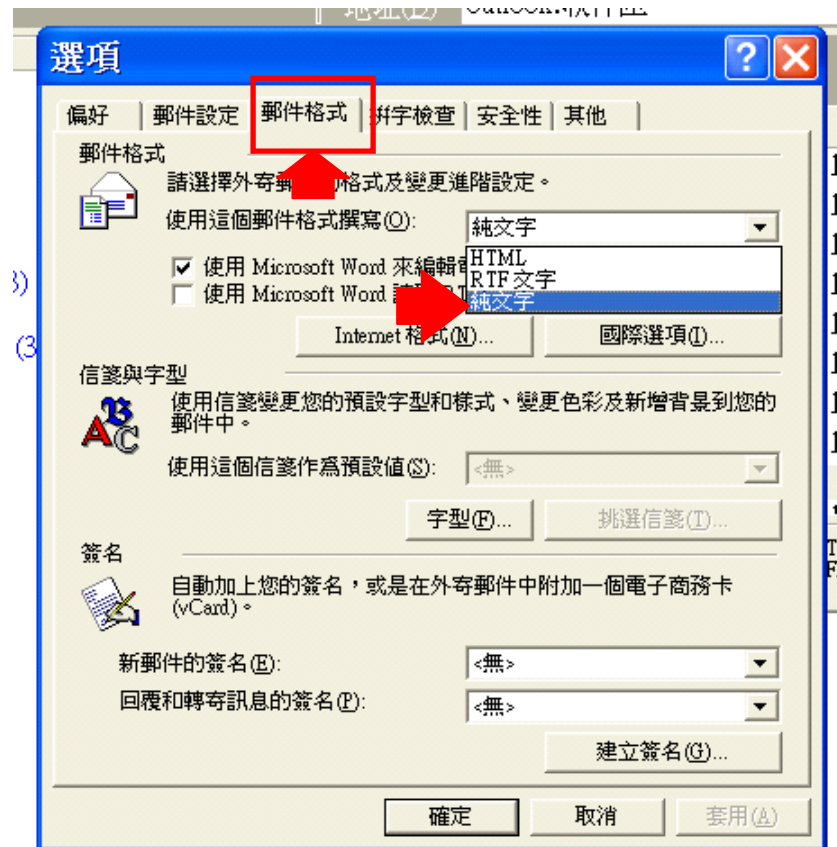 地址(D) Outlook.軟件匣
選項
偏好 郵件設定 郵件格式 拼字檢查 安全性 其他
郵件格式
請選擇外寄郵 格式及變更進階設定。
使用這個郵件格式撰寫(O): 純文字
HTML
使用 Microsoft Word 來編輯
RTF 文字
使用 Microsoft Word
純文字
Internet 格式(N)... 國際選項(I)...
信箋與字型
使用信箋變更您的預設字型和樣式、變更色彩及新增背景到您的
郵件中。
使用這個信箋作爲預設值(S): <無>
字型(F)... 挑選信箋(T)...
簽名
自動加上您的簽名，或是在外寄郵件中附加一個電子商務卡
(vCard)。
新郵件的簽名(E): <無>
回覆和轉寄訊息的簽名(P): <無>
建立簽名(G)...
確定 取消 套用(A)